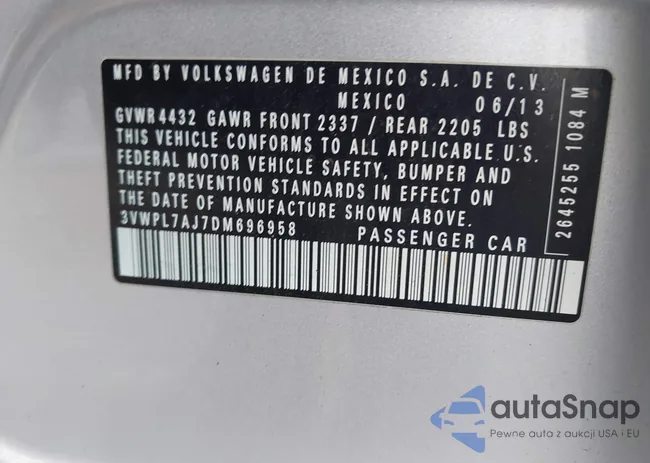 MFD BY VOLKSWAGEN DE MEXICO S.A. DE C.V.
MEXICO 06/13
GVWR 4432 GAWR FRONT 2337 / REAR 2205 LBS
THIS VEHICLE CONFORMS TO ALL APPLICABLE U.S.
FEDERAL MOTOR VEHICLE SAFETY, BUMPER AND
THEFT PREVENTION STANDARDS IN EFFECT ON
THE DATE OF MANUFACTURE SHOWN ABOVE.
3VWPL7AJ7DM696958 PASSENGER CAR
2645255 1084 M
autaSnap
Pewne auta z aukcji USA i EU